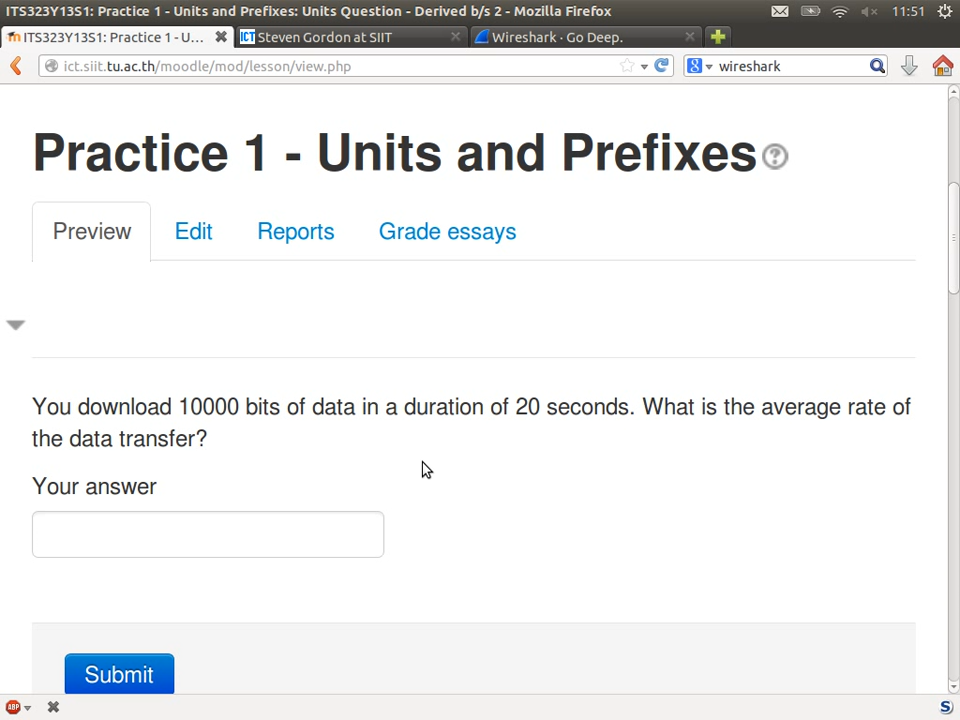 ITS323Y13S1: Practice 1 - Units and Prefixes: Units Question - Derived b/s 2 - Mozilla Firefox
11:51
ITS323Y13S1: Practice 1 - U...
ICT Steven Gordon at SIIT
Wireshark · Go Deep.
ict.siit.tu.ac.th/moodle/mod/lesson/view.php
8 wireshark
Practice 1 - Units and Prefixes ?
Preview
Edit
Reports
Grade essays
You download 10000 bits of data in a duration of 20 seconds. What is the average rate of
the data transfer?
Your answer
Submit
ABP
S